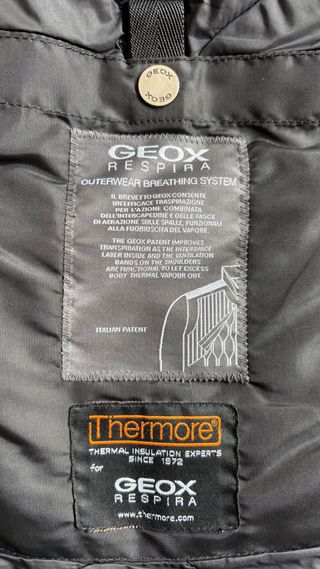 GEOX
GEOX
GEOX
RESPIRA
OUTERWEAR BREATHING SYSTEM
IL BREVETTO GEOX CONSENTE
UN'EFFICACE TRASPIRAZIONE
PER L'AZIONE COMBINATA
DELL'INTERCAPEDINE E DELLE FASCE
DI AERAZIONE SULLE SPALLE, FUNZIONALI
ALLA FUORIUSCITA DEL VAPORE.
THE GEOX PATENT IMPROVES
TRANSPIRATION AS THE INTERSPACE
LAYER INSIDE AND THE VENTILATION
BANDS ON THE SHOULDERS
ARE FUNCTIONAL TO LET EXCESS
BODY THERMAL VAPOUR OUT.
ITALIAN PATENT
Thermore®
THERMAL INSULATION EXPERTS
SINCE 1972
for
GEOX
RESPIRA
www.thermore.com